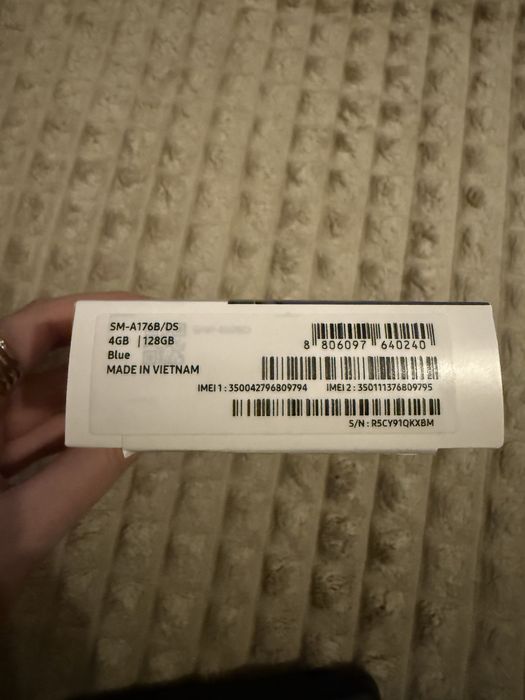 SM-A176B/DS
4GB | 128GB
Blue
MADE IN VIETNAM
8 806097 640240
IMEI 1 : 350042796809794 IMEI 2 : 350111376809795
S/N : R5CY91QKXBM